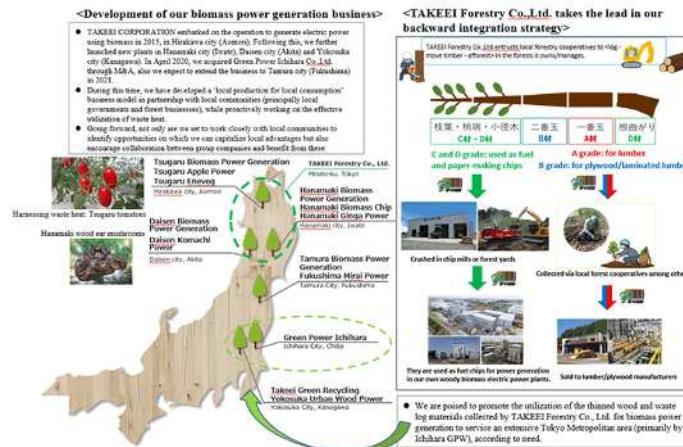 <Development of our biomass power generation business>
● TAKEEI CORPORATION embarked on the operation to generate electric power
using biomass in 2015, in Hirakawa city (Aomori). Following this, we further
launched new plants in Hanamaki city (Iwate), Daisen city (Akita) and Yokosuka
city (Kanagawa). In April 2020, we acquired Green Power Ichihara Co.,Ltd.
through M&A, also we expect to extend the business to Tamura city (Fukushima)
in 2021.
● During this time, we have developed a 'local production for local consumption'
business model in partnership with local communities (principally local
governments and forest businesses), while proactively working on the effective
utilization of waste heat.
● Going forward, not only are we set to work closely with local communities to
identify opportunities on which we can capitalize local advantages but also
encourage collaboration between group companies and benefit from these
Tsugaru Biomass Power Generation
Tsugaru Apple Power
Tsugaru Eneveg
Hirakawa city, Aomori
TAKEEI Forestry Co., Ltd.
Minato-ku, Tokyo
Harnessing waste heat: Tsugaru tomatoes
Hanamaki Biomass
Power Generation
Hanamaki Biomass Chip
Hanamaki Ginga Power
Hanamaki city, Iwate
Daisen Biomass
Power Generation
Daisen Komachi
Power
Daisen city, Akita
Hanamaki wood ear mushrooms
Tamura Biomass Power
Generation
Fukushima Mirai Power
Tamura City, Fukushima
Green Power Ichihara
Ichihara City, Chiba
Takeei Green Recycling
Yokosuka Urban Wood Power
Yokosuka City, Kanagawa
<TAKEEI Forestry Co.,Ltd. takes the lead in our
backward integration strategy>
TAKEEI Forestry Co.,Ltd entrusts local forestry cooperatives to <log •
move timber • afforest> in the forests it owns/manages.
枝葉・梢端・小径木
C材・D材
二番玉
B材
一番玉
A材
根曲がり
D材
C and D grade: used as fuel
and paper-making chips
A grade: for lumber
B grade: for plywood/laminated lumber
Crushed in chip mills or forest yards
Collected via local forest cooperatives among others
They are used as fuel chips for power generation
in our own woody biomass electric power plants.
Sold to lumber/plywood manufacturers
● We are poised to promote the utilization of the thinned wood and waste
log materials collected by TAKEEI Forestry Co., Ltd. for biomass power
generation to service an extensive Tokyo Metropolitan area (primarily by
Ichihara GPW), according to need.